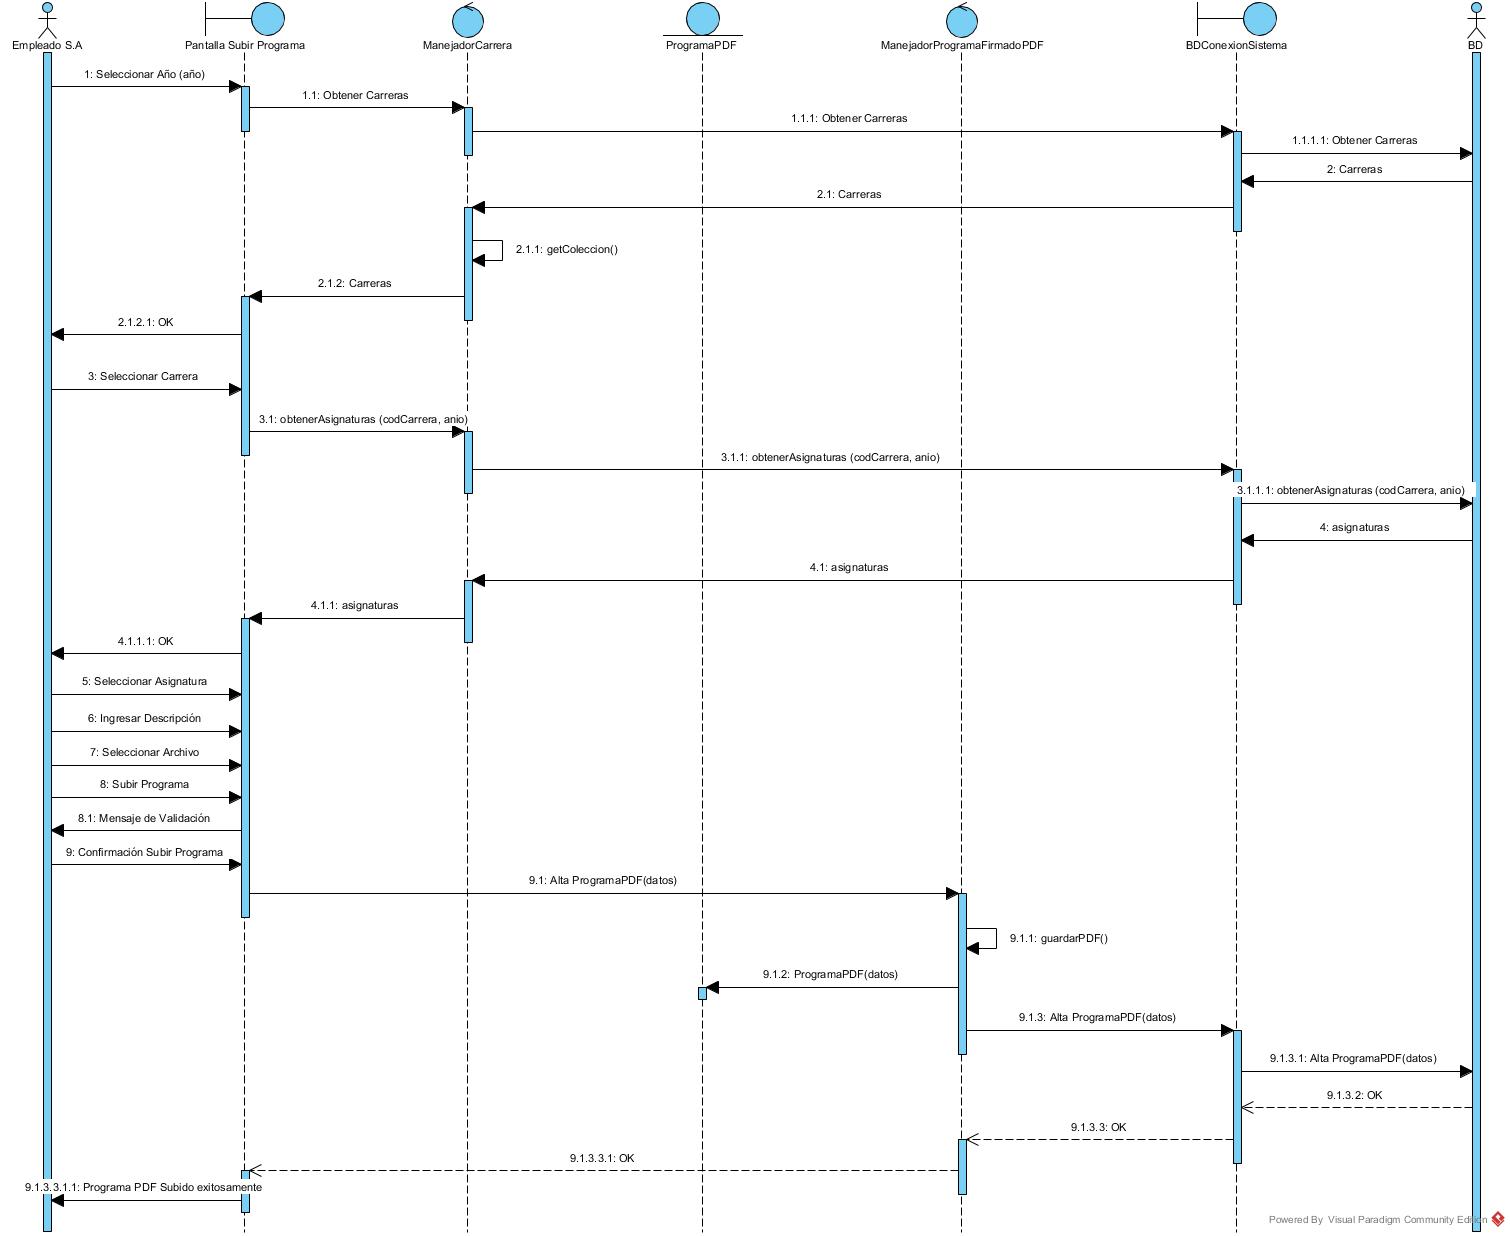 Empleado S.A
Pantalla Subir Programa
ManejadorCarrera
ProgramaPDF
ManejadorProgramaFirmadoPDF
BDConexionSistema
BD
1: Seleccionar Año (año)
1.1: Obtener Carreras
1.1.1: Obtener Carreras
1.1.1.1: Obtener Carreras
2: Carreras
2.1: Carreras
2.1.1: getColeccion()
2.1.2: Carreras
2.1.2.1: OK
3: Seleccionar Carrera
3.1: obtenerAsignaturas (codCarrera, anio)
3.1.1: obtenerAsignaturas (codCarrera, anio)
3.1.1.1: obtenerAsignaturas (codCarrera, anio)
4: asignaturas
4.1: asignaturas
4.1.1: asignaturas
4.1.1.1: OK
5: Seleccionar Asignatura
6: Ingresar Descripción
7: Seleccionar Archivo
8: Subir Programa
8.1: Mensaje de Validación
9: Confirmación Subir Programa
9.1: Alta ProgramaPDF(datos)
9.1.1: guardarPDF()
9.1.2: ProgramaPDF(datos)
9.1.3: Alta ProgramaPDF(datos)
9.1.3.1: Alta ProgramaPDF(datos)
9.1.3.2: OK
9.1.3.3: OK
9.1.3.3.1: OK
9.1.3.3.1.1: Programa PDF Subido exitosamente
Powered By Visual Paradigm Community Edition